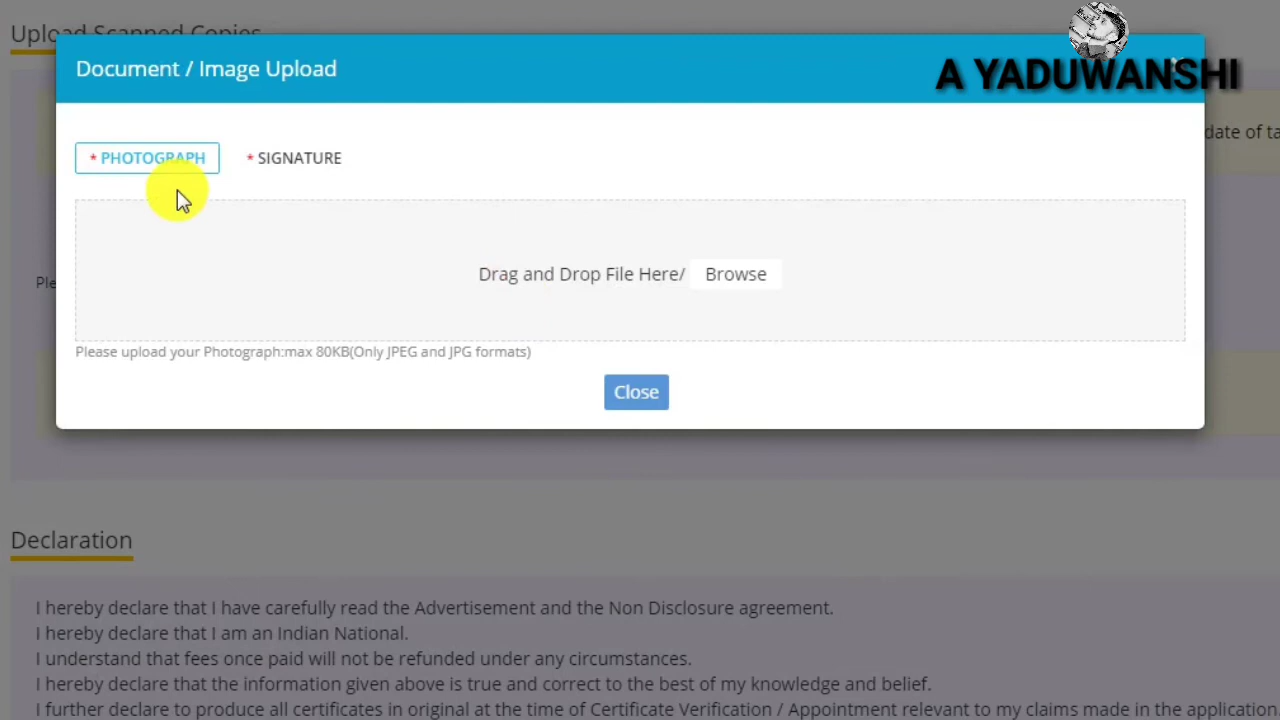 Upload Scanned Copies
Document / Image Upload
A YADUWANSHI
date of ta
* PHOTOGRAPH
* SIGNATURE
Drag and Drop File Here/ Browse
Ple
Please upload your Photograph:max 80KB(Only JPEG and JPG formats)
Close
Declaration
I hereby declare that I have carefully read the Advertisement and the Non Disclosure agreement.
I hereby declare that I am an Indian National.
I understand that fees once paid will not be refunded under any circumstances.
I hereby declare that the information given above is true and correct to the best of my knowledge and belief.
I further declare to produce all certificates in original at the time of Certificate Verification / Appointment relevant to my claims made in the application